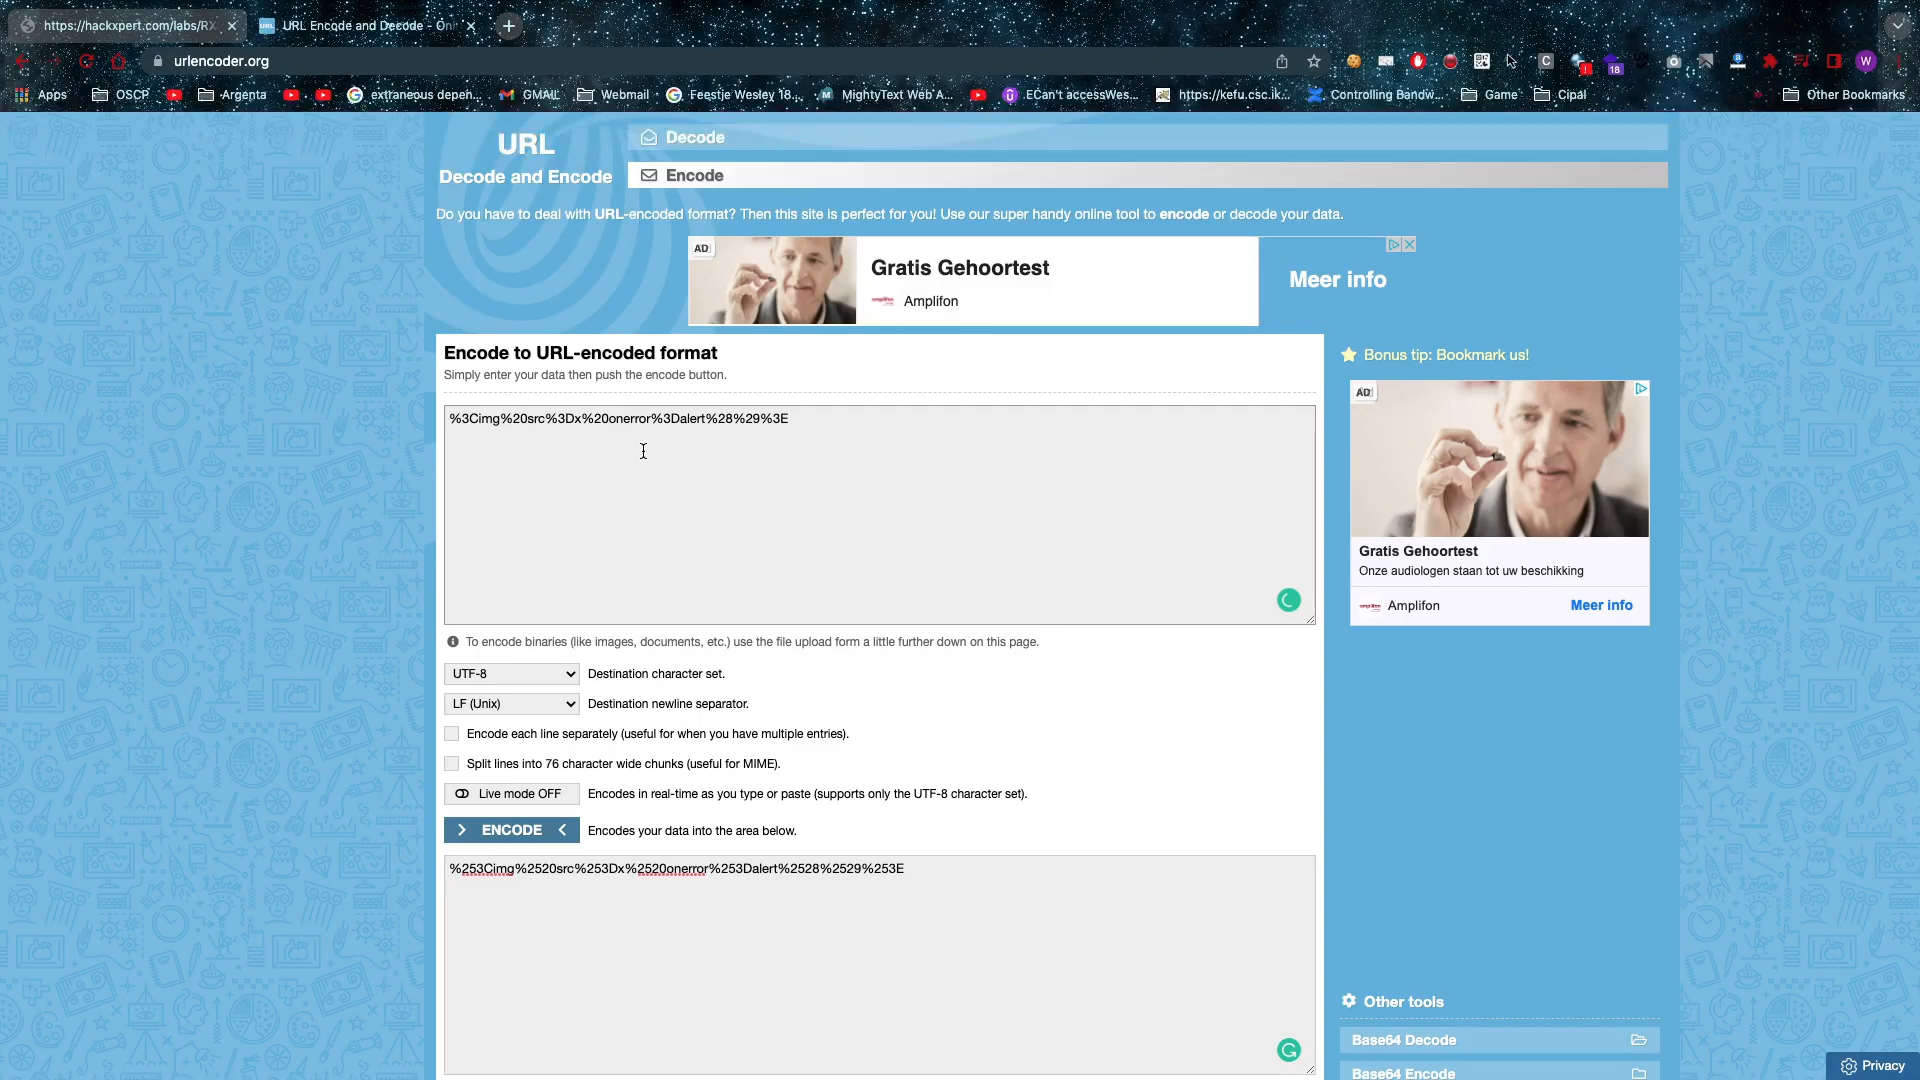 https://hackxpert.com/labs/RX
URL Encode and Decode - Onl
urlencoder.org
18
W
Apps
OSCP
Argenta
extraneous depeh...
GMAIL
Webmail
Feestje Wesley 18...
MightyText Web A...
ECan't accessWes...
https://kefu.csc.ik...
Controlling Bandw...
Game
Cipal
Other Bookmarks
URL
Decode and Encode
Decode
Encode
Do you have to deal with URL-encoded format? Then this site is perfect for you! Use our super handy online tool to encode or decode your data.
AD
Gratis Gehoortest
Amplifon
Meer info
Encode to URL-encoded format
Simply enter your data then push the encode button.
%3Cimg%20src%3Dx%20onerror%3Dalert%28%29%3E
To encode binaries (like images, documents, etc.) use the file upload form a little further down on this page.
UTF-8 Destination character set.
LF (Unix) Destination newline separator.
Encode each line separately (useful for when you have multiple entries).
Split lines into 76 character wide chunks (useful for MIME).
Live mode OFF Encodes in real-time as you type or paste (supports only the UTF-8 character set).
> ENCODE < Encodes your data into the area below.
%253Cimg%2520src%253Dx%2520onerror%253Dalert%2528%2529%253E
Bonus tip: Bookmark us!
AD
Gratis Gehoortest
Onze audiologen staan tot uw beschikking
Amplifon
Meer info
Other tools
Base64 Decode
Base64 Encode
Privacy